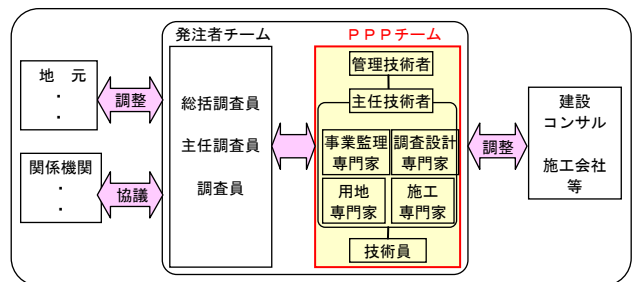 発注者チーム
ＰＰＰチーム
地　元
・
・
調整
関係機関
・
・
協議
総括調査員
主任調査員
調査員
管理技術者
主任技術者
事業監理
専門家
調査設計
専門家
用地
専門家
施工
専門家
技術員
調整
建設
コンサル
施工会社
等